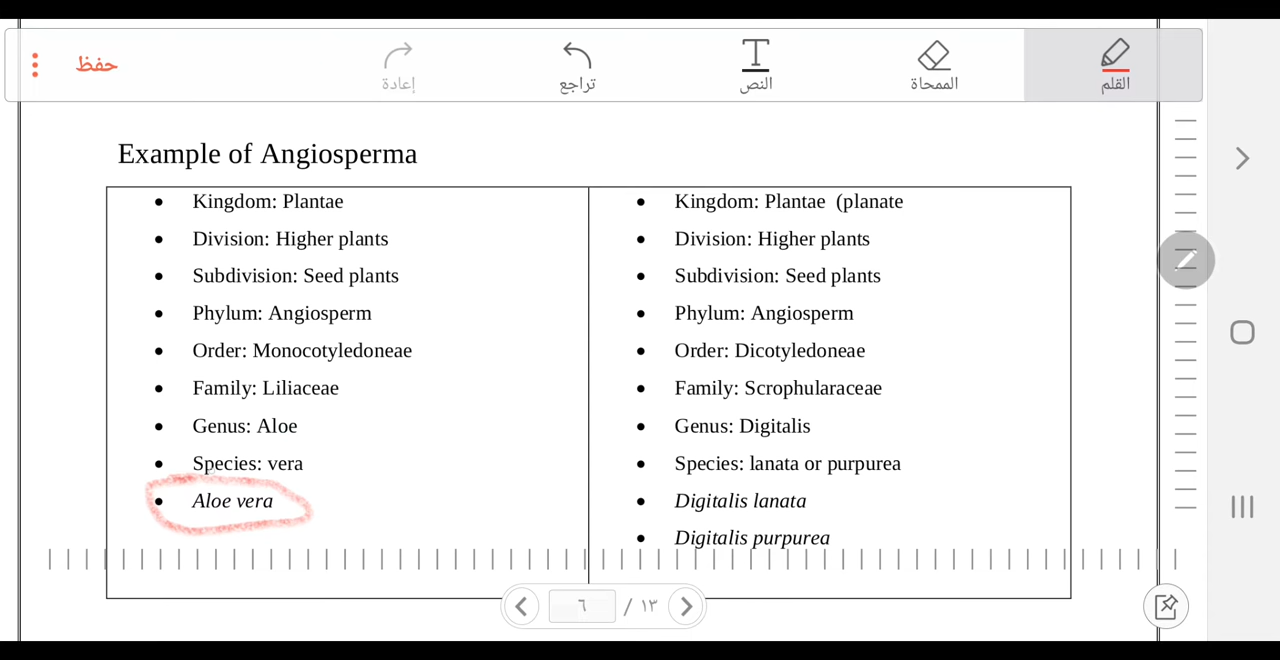 حفظ
إعادة
تراجع
النص
الممحاة
القلم
Example of Angiosperma
Kingdom: Plantae
Division: Higher plants
Subdivision: Seed plants
Phylum: Angiosperm
Order: Monocotyledoneae
Family: Liliaceae
Genus: Aloe
Species: vera
Aloe vera
Kingdom: Plantae (planate
Division: Higher plants
Subdivision: Seed plants
Phylum: Angiosperm
Order: Dicotyledoneae
Family: Scrophularaceae
Genus: Digitalis
Species: lanata or purpurea
Digitalis lanata
Digitalis purpurea
٦ / ١٣